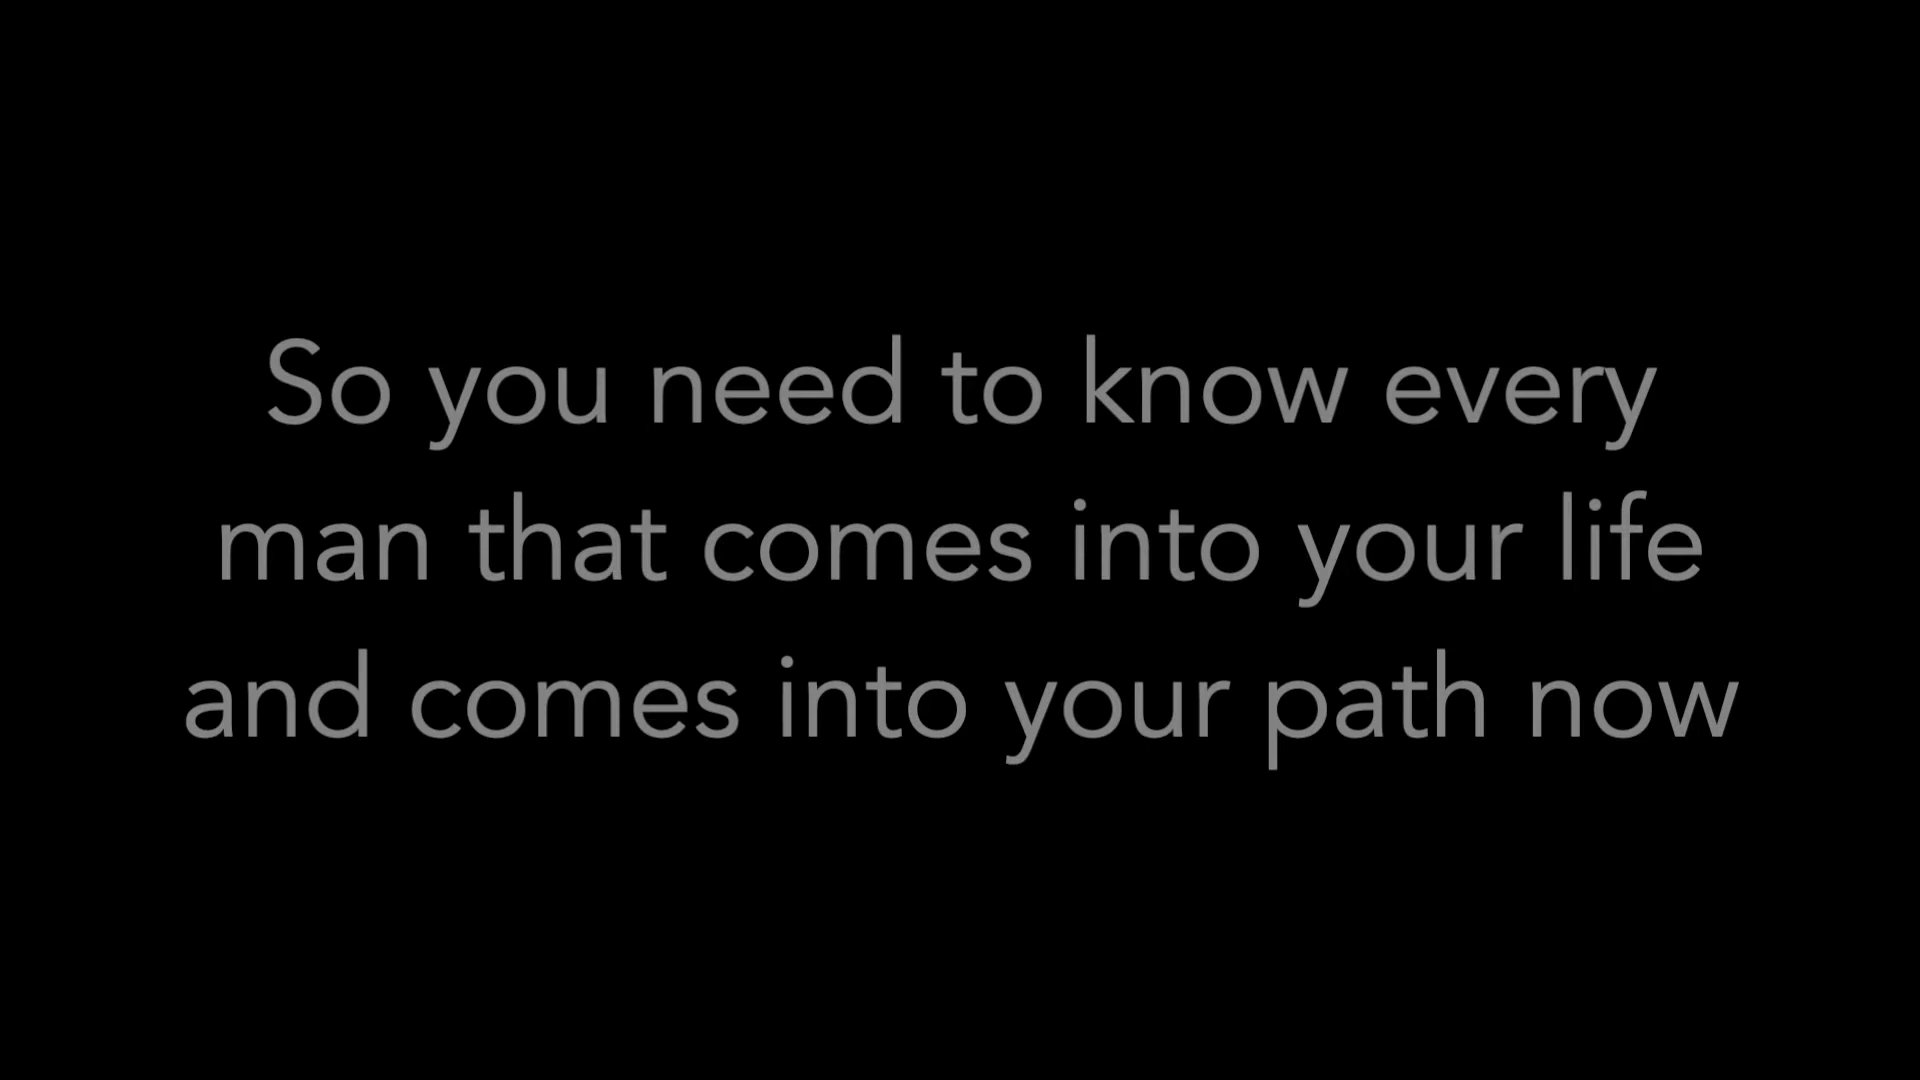 So you need to know every
man that comes into your life
and comes into your path now